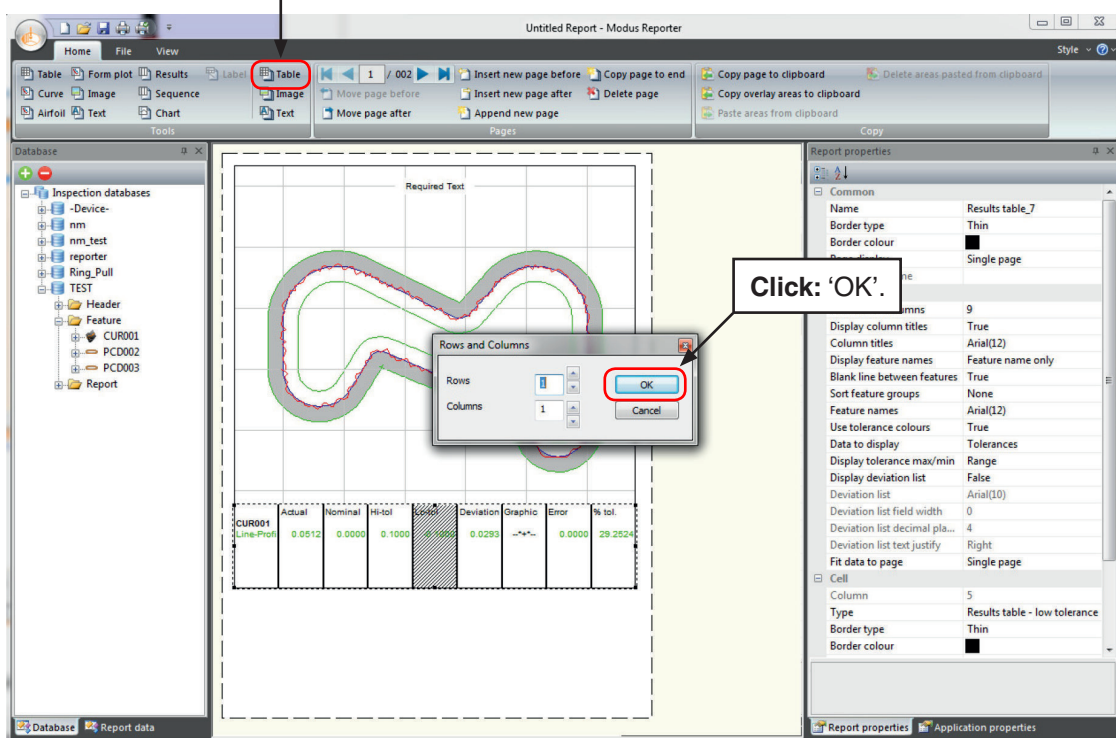 Untitled Report - Modus Reporter
Home File View
Style
Table Form plot Results Label Table
Curve Image Sequence Image
Airfoil Text Chart Text
Tools
1 / 002
Insert new page before Copy page to end
Move page before Insert new page after Delete page
Move page after Append new page
Pages
Copy page to clipboard Delete areas pasted from clipboard
Copy overlay areas to clipboard
Paste areas from clipboard
Copy
Database
Inspection databases
-Device-
nm
nm_test
reporter
Ring_Pull
TEST
Header
Feature
CUR001
PCD002
PCD003
Report
Required Text
Rows and Columns
Rows 1 OK
Columns 1 Cancel
Click: 'OK'.
Actual Nominal Hi-tol Lo-tol Deviation Graphic Error % tol.
CUR001
Line-Profi 0.0512 0.0000 0.1000 -0.1000 0.0293 --*+*-- 0.0000 29.2524
Report properties
Common
Name Results table_7
Border type Thin
Border colour
Single page
9
Display column titles True
Column titles Arial(12)
Display feature names Feature name only
Blank line between features True
Sort feature groups None
Feature names Arial(12)
Use tolerance colours True
Data to display Tolerances
Display tolerance max/min Range
Display deviation list False
Deviation list Arial(10)
Deviation list field width 0
Deviation list decimal pla... 4
Deviation list text justify Right
Fit data to page Single page
Cell
Column 5
Type Results table - low tolerance
Border type Thin
Border colour
Database Report data
Report properties Application properties